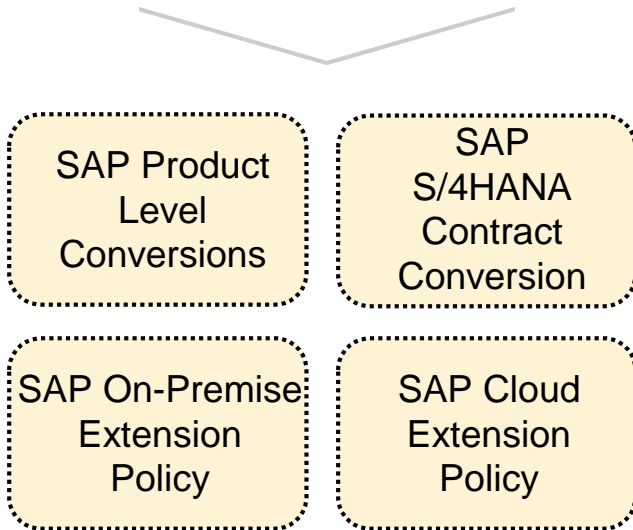 SAP Product
Level
Conversions
SAP
S/4HANA
Contract
Conversion
SAP On-Premise
Extension
Policy
SAP Cloud
Extension
Policy